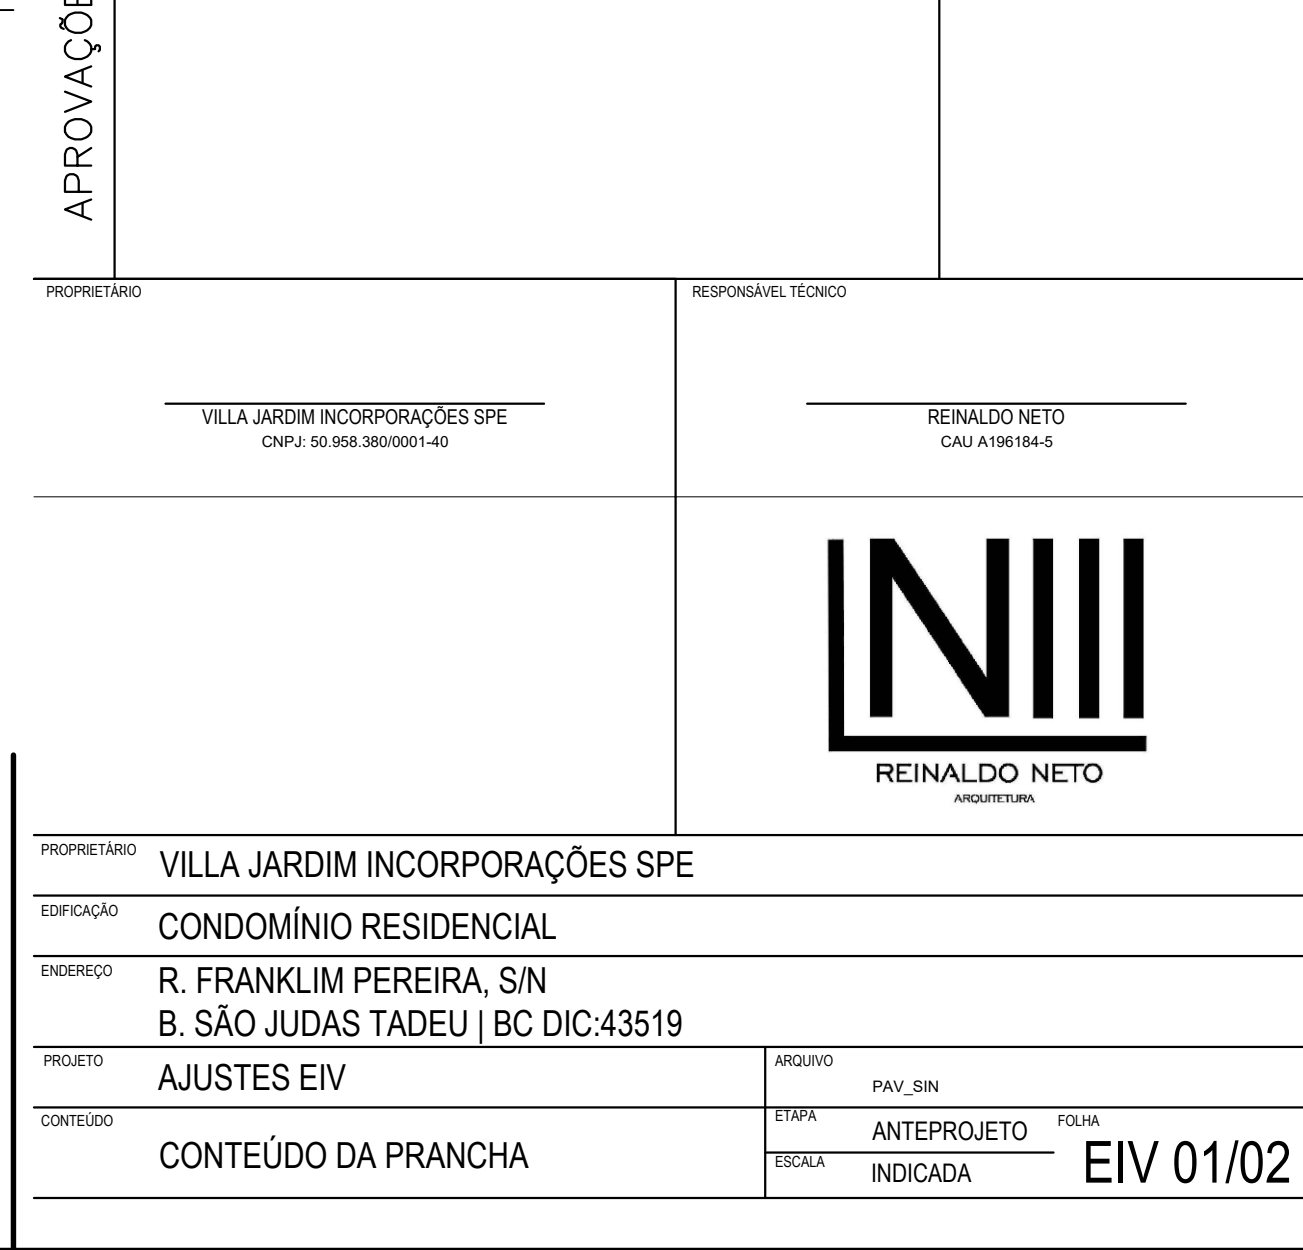 PROPRIETÁRIO
RESPONSÁVEL TÉCNICO
VILLA JARDIM INCORPORAÇÕES SPE
CNPJ: 50.958.380/0001-40
REINALDO NETO
CAU A196184-5
REINALDO NETO
ARQUITETURA
PROPRIETÁRIO
VILLA JARDIM INCORPORAÇÕES SPE
EDIFICAÇÃO
CONDOMÍNIO RESIDENCIAL
ENDEREÇO
R. FRANKLIM PEREIRA, S/N
B. SÃO JUDAS TADEU | BC DIC:43519
PROJETO
AJUSTES EIV
ARQUIVO
PAV_SIN
CONTEÚDO
CONTEÚDO DA PRANCHA
ETAPA
ANTEPROJETO
ESCALA
INDICADA
FOLHA
EIV 01/02